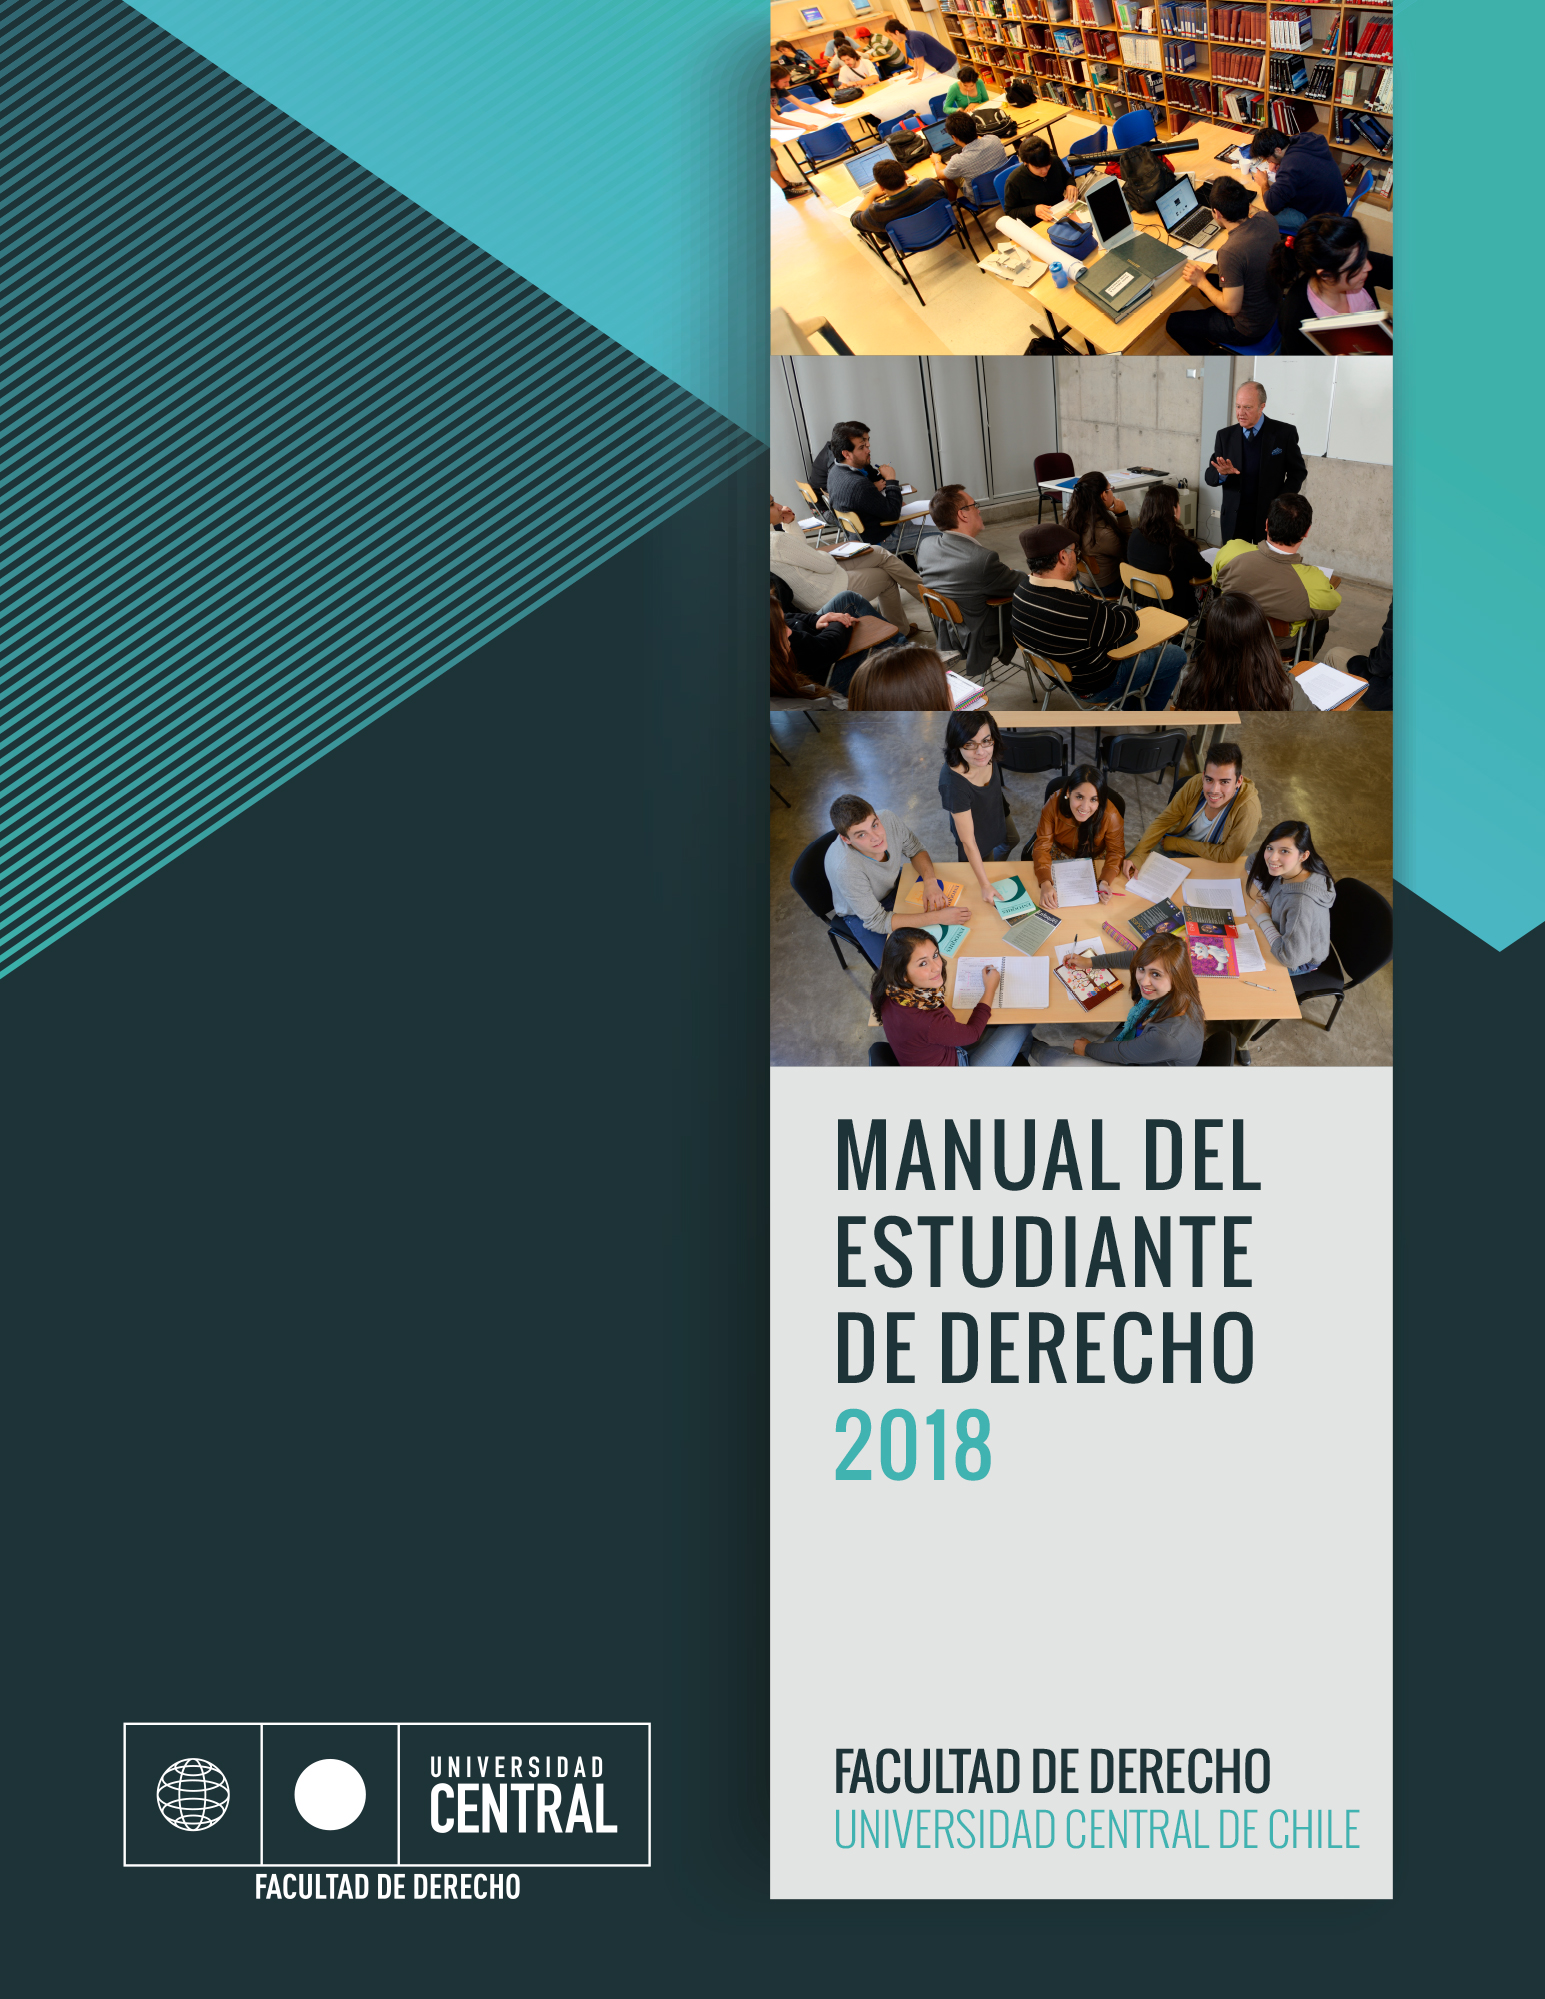 MANUAL DEL
ESTUDIANTE
DE DERECHO
2018
FACULTAD DE DERECHO
UNIVERSIDAD CENTRAL DE CHILE
UNIVERSIDAD
CENTRAL
FACULTAD DE DERECHO